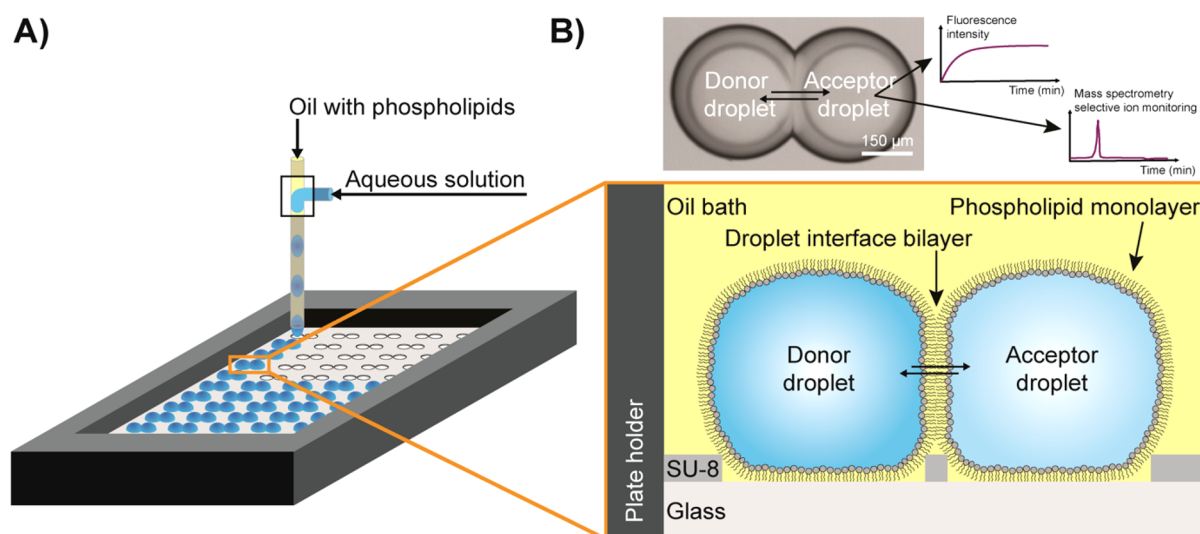 A)
Oil with phospholipids
Aqueous solution
B)
Donor
droplet
Acceptor
droplet
150 µm
Fluorescence
intensity
Time (min)
Mass spectrometry
selective ion monitoring
Time (min)
Oil bath
Phospholipid monolayer
Droplet interface bilayer
Donor
droplet
Acceptor
droplet
Plate holder
SU-8
Glass